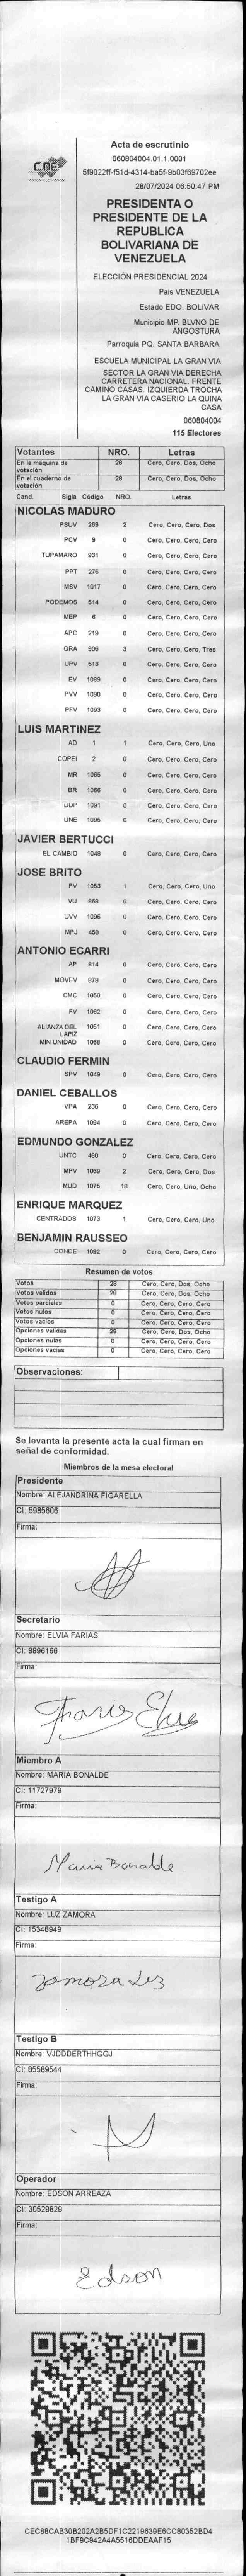 CNE
Acta de escrutinio
060804004.01.1.0001
5f9022ff-f51d-4314-ba5f-9b03f69702ee
28/07/2024 06:50:47 PM
PRESIDENTA O
PRESIDENTE DE LA
REPUBLICA
BOLIVARIANA DE
VENEZUELA
ELECCIÓN PRESIDENCIAL 2024
Pais VENEZUELA
Estado EDO. BOLIVAR
Municipio MP. BLVNO DE
ANGOSTURA
Parroquia PQ. SANTA BARBARA
ESCUELA MUNICIPAL LA GRAN VIA
SECTOR LA GRAN VIA DERECHA
CARRETERA NACIONAL. FRENTE
CAMINO CASAS. IZQUIERDA TROCHA
LA GRAN VIA CASERIO LA QUINA
CASA
060804004
115 Electores
Votantes NRO. Letras
En la máquina de votación 28 Cero, Cero, Dos, Ocho
En el cuaderno de votación 28 Cero, Cero, Dos, Ocho
Cand. Sigla Código NRO. Letras
NICOLAS MADURO
PSUV 269 2 Cero, Cero, Cero, Dos
PCV 9 0 Cero, Cero, Cero, Cero
TUPAMARO 931 0 Cero, Cero, Cero, Cero
PPT 276 0 Cero, Cero, Cero, Cero
MSV 1017 0 Cero, Cero, Cero, Cero
PODEMOS 514 0 Cero, Cero, Cero, Cero
MEP 6 0 Cero, Cero, Cero, Cero
APC 219 0 Cero, Cero, Cero, Cero
ORA 906 3 Cero, Cero, Cero, Tres
UPV 613 0 Cero, Cero, Cero, Cero
EV 1089 0 Cero, Cero, Cero, Cero
PVV 1090 0 Cero, Cero, Cero, Cero
PFV 1093 0 Cero, Cero, Cero, Cero
LUIS MARTINEZ
AD 1 1 Cero, Cero, Cero, Uno
COPEI 2 0 Cero, Cero, Cero, Cero
MR 1065 0 Cero, Cero, Cero, Cero
BR 1066 0 Cero, Cero, Cero, Cero
DDP 1091 0 Cero, Cero, Cero, Cero
UNE 1095 0 Cero, Cero, Cero, Cero
JAVIER BERTUCCI
EL CAMBIO 1048 0 Cero, Cero, Cero, Cero
JOSE BRITO
PV 1053 1 Cero, Cero, Cero, Uno
VU 868 0 Cero, Cero, Cero, Cero
UVV 1096 0 Cero, Cero, Cero, Cero
MPJ 458 0 Cero, Cero, Cero, Cero
ANTONIO ECARRI
AP 614 0 Cero, Cero, Cero, Cero
MOVEV 978 0 Cero, Cero, Cero, Cero
CMC 1050 0 Cero, Cero, Cero, Cero
FV 1062 0 Cero, Cero, Cero, Cero
ALIANZA DEL LAPIZ 1051 0 Cero, Cero, Cero, Cero
MIN UNIDAD 1068 0 Cero, Cero, Cero, Cero
CLAUDIO FERMIN
SPV 1049 0 Cero, Cero, Cero, Cero
DANIEL CEBALLOS
VPA 236 0 Cero, Cero, Cero, Cero
AREPA 1094 0 Cero, Cero, Cero, Cero
EDMUNDO GONZALEZ
UNTC 460 0 Cero, Cero, Cero, Cero
MPV 1069 2 Cero, Cero, Cero, Dos
MUD 1075 18 Cero, Cero, Uno, Ocho
ENRIQUE MARQUEZ
CENTRADOS 1073 1 Cero, Cero, Cero, Uno
BENJAMIN RAUSSEO
CONDE 1092 0 Cero, Cero, Cero, Cero
Resumen de votos
Votos 28 Cero, Cero, Dos, Ocho
Votos validos 28 Cero, Cero, Dos, Ocho
Votos parciales 0 Cero, Cero, Cero, Cero
Votos nulos 0 Cero, Cero, Cero, Cero
Votos vacios 0 Cero, Cero, Cero, Cero
Opciones validas 28 Cero, Cero, Dos, Ocho
Opciones nulas 0 Cero, Cero, Cero, Cero
Opciones vacias 0 Cero, Cero, Cero, Cero
Observaciones:
Se levanta la presente acta la cual firman en
señal de conformidad.
Miembros de la mesa electoral
Presidente
Nombre: ALEJANDRINA FIGARELLA
CI: 5985606
Firma:
Secretario
Nombre: ELVIA FARIAS
CI: 8896166
Firma:
Farias Elvia
Miembro A
Nombre: MARIA BONALDE
CI: 11727979
Firma:
Maria Bonalde
Testigo A
Nombre: LUZ ZAMORA
CI: 15348949
Firma:
Zamora Luz
Testigo B
Nombre: VJDDDERTHHGGJ
CI: 85589544
Firma:
Operador
Nombre: EDSON ARREAZA
CI: 30529829
Firma:
Edson
CEC88CAB30B202A2B5DF1C2219639E6CC80352BD4
1BF9C942A4A5516DDEAAF15